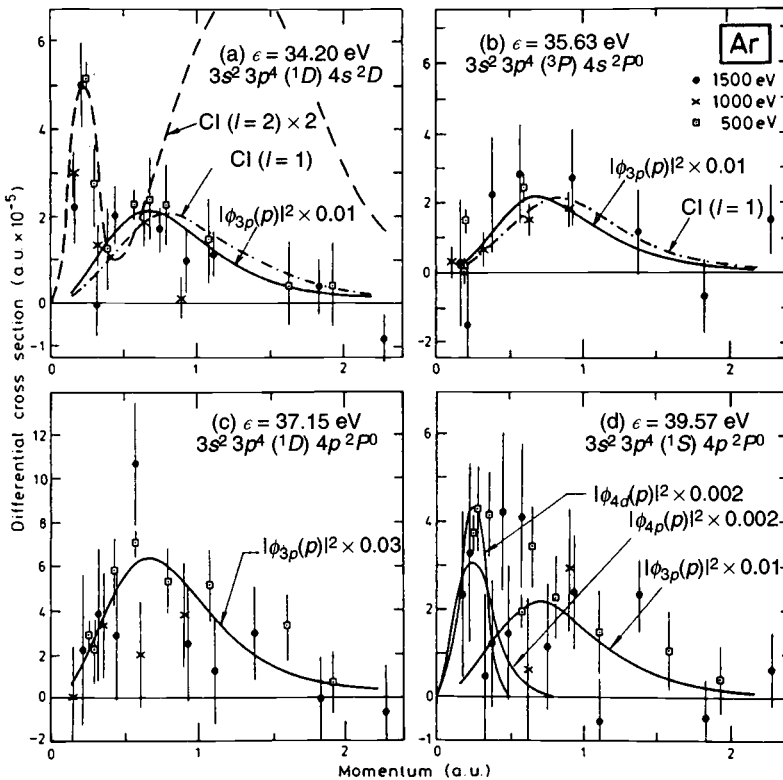 Differential cross section (a.u. × 10⁻⁵)
6
4
2
0
−1
(a) ϵ = 34.20 eV
3s² 3p⁴ (¹D) 4s ²D
CI (l = 2) × 2
CI (l = 1)
|ϕ₃ₚ(p)|² × 0.01
0
1
2
6
4
2
0
−2
(b) ϵ = 35.63 eV
3s² 3p⁴ (³P) 4s ²P⁰
Ar
1500 eV
1000 eV
500 eV
|ϕ₃ₚ(p)|² × 0.01
CI (l = 1)
0
1
2
12
10
8
6
4
2
0
−2
(c) ϵ = 37.15 eV
3s² 3p⁴ (¹D) 4p ²P⁰
|ϕ₃ₚ(p)|² × 0.03
0
1
2
6
4
2
0
−1
(d) ϵ = 39.57 eV
3s² 3p⁴ (¹S) 4p ²P⁰
|ϕ₄d(p)|² × 0.002
|ϕ₄ₚ(p)|² × 0.002
|ϕ₃ₚ(p)|² × 0.01
0
1
2
Momentum (a.u.)